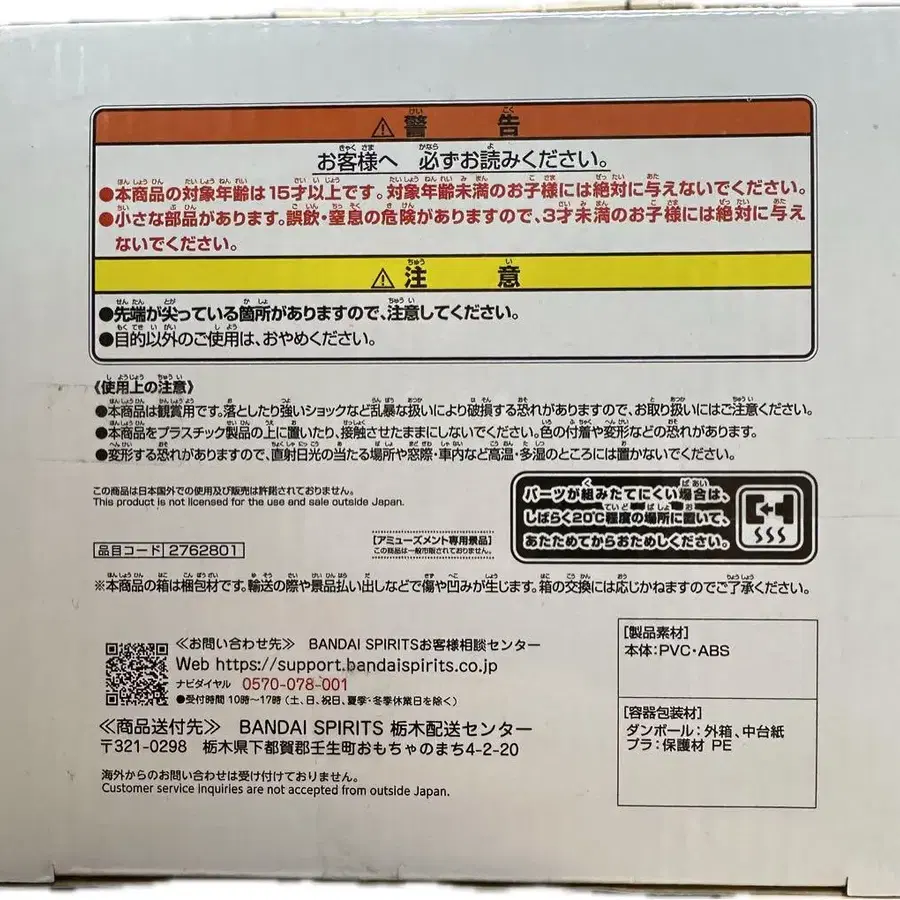 ⚠警告
お客様へ 必ずお読みください。
●本商品の対象年齢は15才以上です。対象年齢未満のお子様には絶対に与えないでください。
●小さな部品があります。誤飲・窒息の危険がありますので、3才未満のお子様には絶対に与え
ないでください。
⚠注意
●先端が尖っている箇所がありますので、注意してください。
●目的以外のご使用は、おやめください。
《使用上の注意》
●本商品は観賞用です。落としたり強いショックなど乱暴な扱いにより破損する恐れがありますので、お取り扱いにはご注意ください。
●本商品をプラスチック製品の上に置いたり、接触させたままにしないでください。色の付着や変形などの恐れがあります。
●変形する恐れがありますので、直射日光の当たる場所や窓際・車内など高温・多湿のところには置かないでください。
この商品は日本国外での使用及び販売は許諾されておりません。
This product is not licensed for the use and sale outside Japan.
パーツが組みたてにくい場合は、
しばらく20℃程度の場所に置いて、
あたためてからおためしください。
[アミューズメント専用景品]
この商品は一般市販されておりません。
品目コード 2762801
※本商品の箱は梱包材です。輸送の際や景品払い出しなどで傷や凹みが生じます。箱の交換には応じかねますのでご了承ください。
≪お問い合わせ先≫ BANDAI SPIRITSお客様相談センター
Web https://support.bandaispirits.co.jp
ナビダイヤル 0570-078-001
●受付時間 10時~17時 (土、日、祝日、夏季・冬季休業日を除く)
≪商品送付先≫ BANDAI SPIRITS 栃木配送センター
〒321-0298 栃木県下都賀郡壬生町おもちゃのまち4-2-20
海外からのお問い合わせは受け付けておりません。
Customer service inquiries are not accepted from outside Japan.
[製品素材]
本体:PVC・ABS
[容器包装材]
ダンボール:外箱、中台紙
プラ:保護材 PE